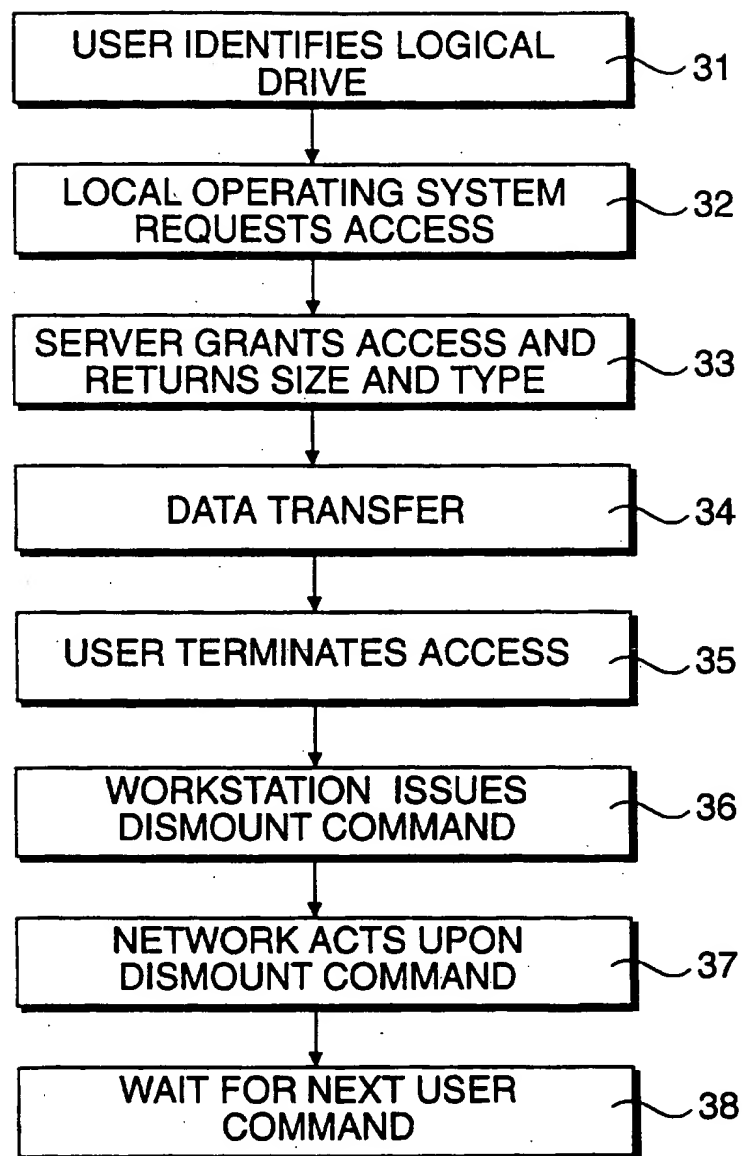 USER IDENTIFIES LOGICAL
DRIVE
31
LOCAL OPERATING SYSTEM
REQUESTS ACCESS
32
SERVER GRANTS ACCESS AND
RETURNS SIZE AND TYPE
33
DATA TRANSFER
34
USER TERMINATES ACCESS
35
WORKSTATION ISSUES
DISMOUNT COMMAND
36
NETWORK ACTS UPON
DISMOUNT COMMAND
37
WAIT FOR NEXT USER
COMMAND
38